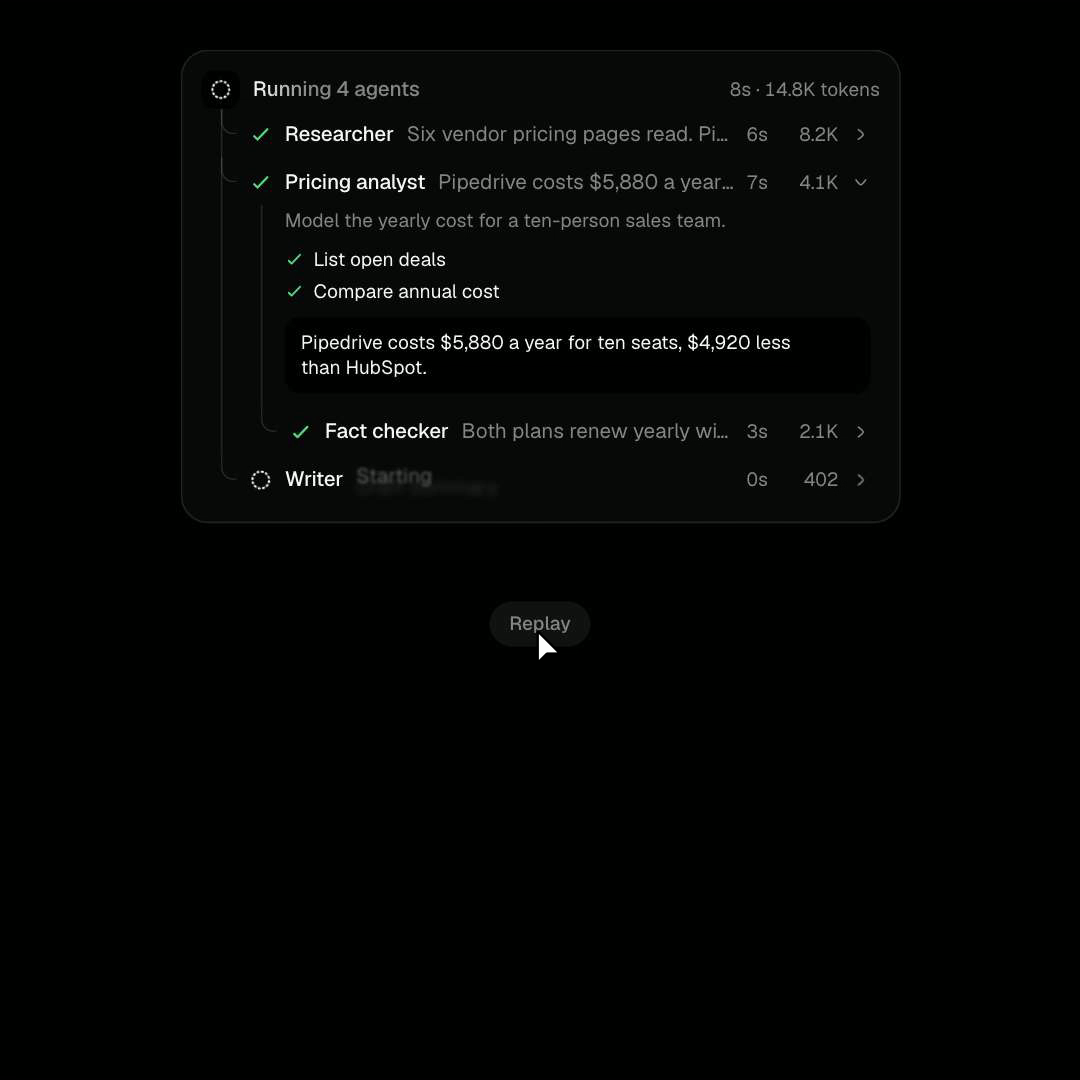 Running 4 agents 8s · 14.8K tokens
Researcher Six vendor pricing pages read. Pi... 6s 8.2K
Pricing analyst Pipedrive costs $5,880 a year... 7s 4.1K
Model the yearly cost for a ten-person sales team.
List open deals
Compare annual cost
Pipedrive costs $5,880 a year for ten seats, $4,920 less
than HubSpot.
Fact checker Both plans renew yearly wi... 3s 2.1K
Writer Starting 0s 402
Replay